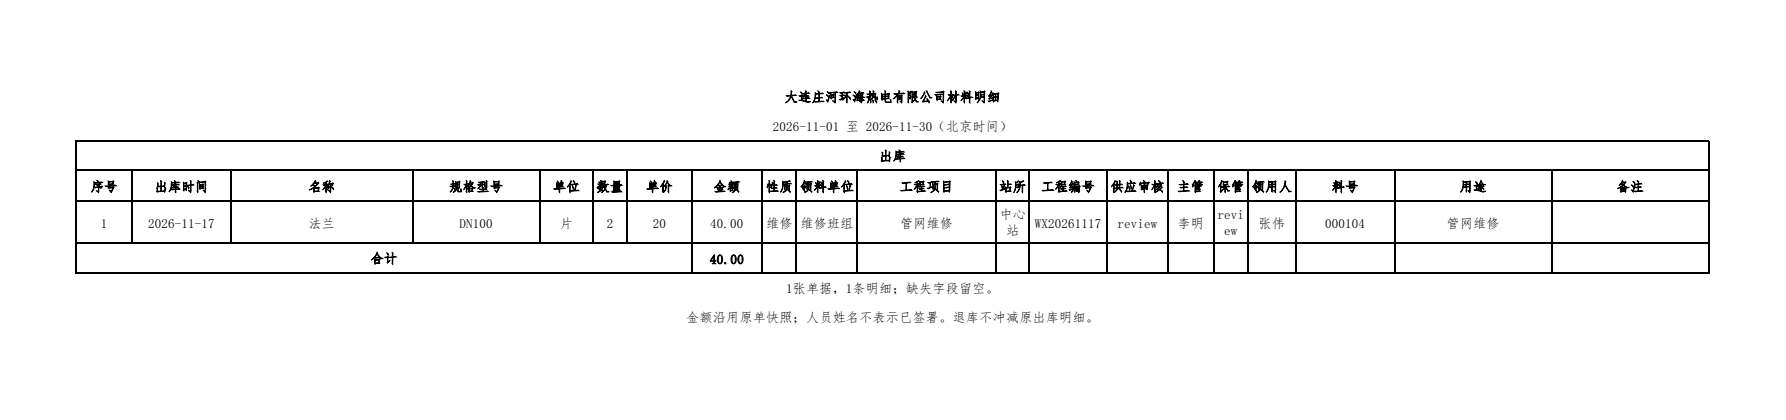 大连庄河环海热电有限公司材料明细
2026-11-01 至 2026-11-30（北京时间）
出库
序号 出库时间 名称 规格型号 单位 数量 单价 金额 性质 领料单位 工程项目 站所 工程编号 供应审核 主管 保管 领用人 料号 用途 备注
1 2026-11-17 法兰 DN100 片 2 20 40.00 维修 维修班组 管网维修 中心站 WX20261117 review 李明 review 张伟 000104 管网维修
合计 40.00
1张单据，1条明细；缺失字段留空。
金额沿用原单快照；人员姓名不表示已签署。退库不冲减原出库明细。